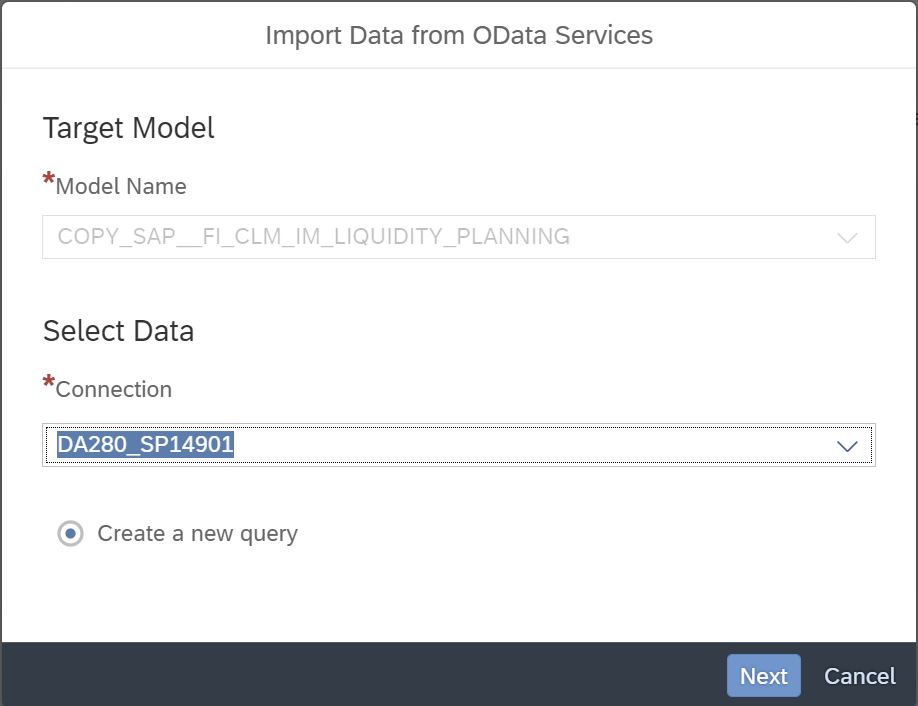 Import Data from OData Services
Target Model
*Model Name
COPY_SAP__FI_CLM_IM_LIQUIDITY_PLANNING
Select Data
*Connection
DA280_SP14901
Create a new query
Next Cancel